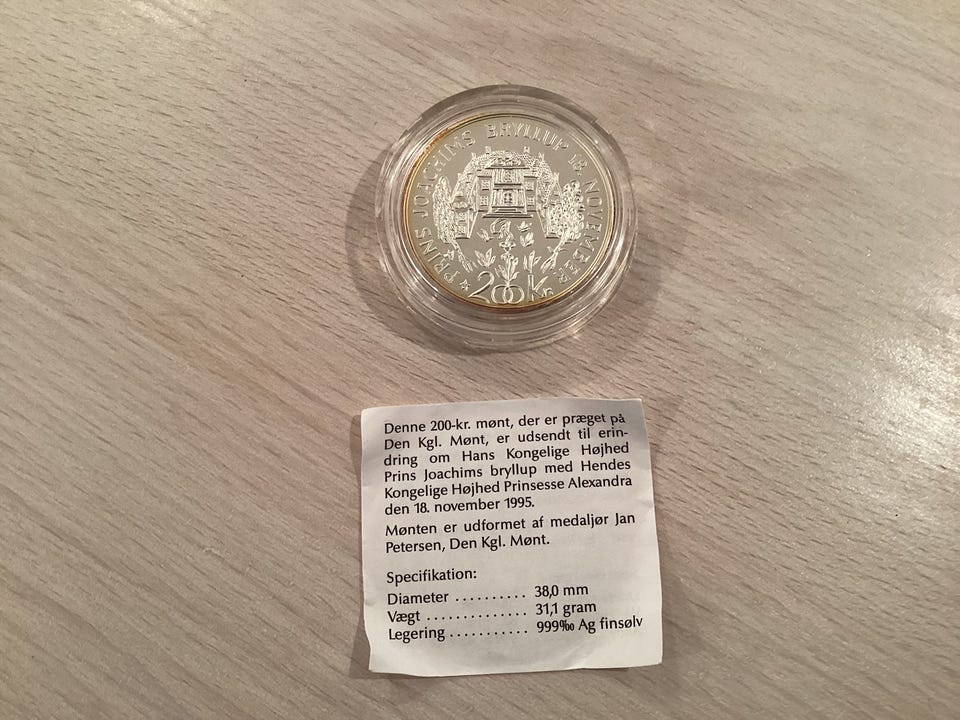 PRINS JOACHIMS BRYLLUP 18. NOVEMBER
200 Kr
Denne 200-kr. mønt, der er præget på
Den Kgl. Mønt, er udsendt til erin-
dring om Hans Kongelige Højhed
Prins Joachims bryllup med Hendes
Kongelige Højhed Prinsesse Alexandra
den 18. november 1995.
Mønten er udformet af medaljør Jan
Petersen, Den Kgl. Mønt.
Specifikation:
Diameter .......... 38,0 mm
Vægt .............. 31,1 gram
Legering ........... 999‰ Ag finsølv